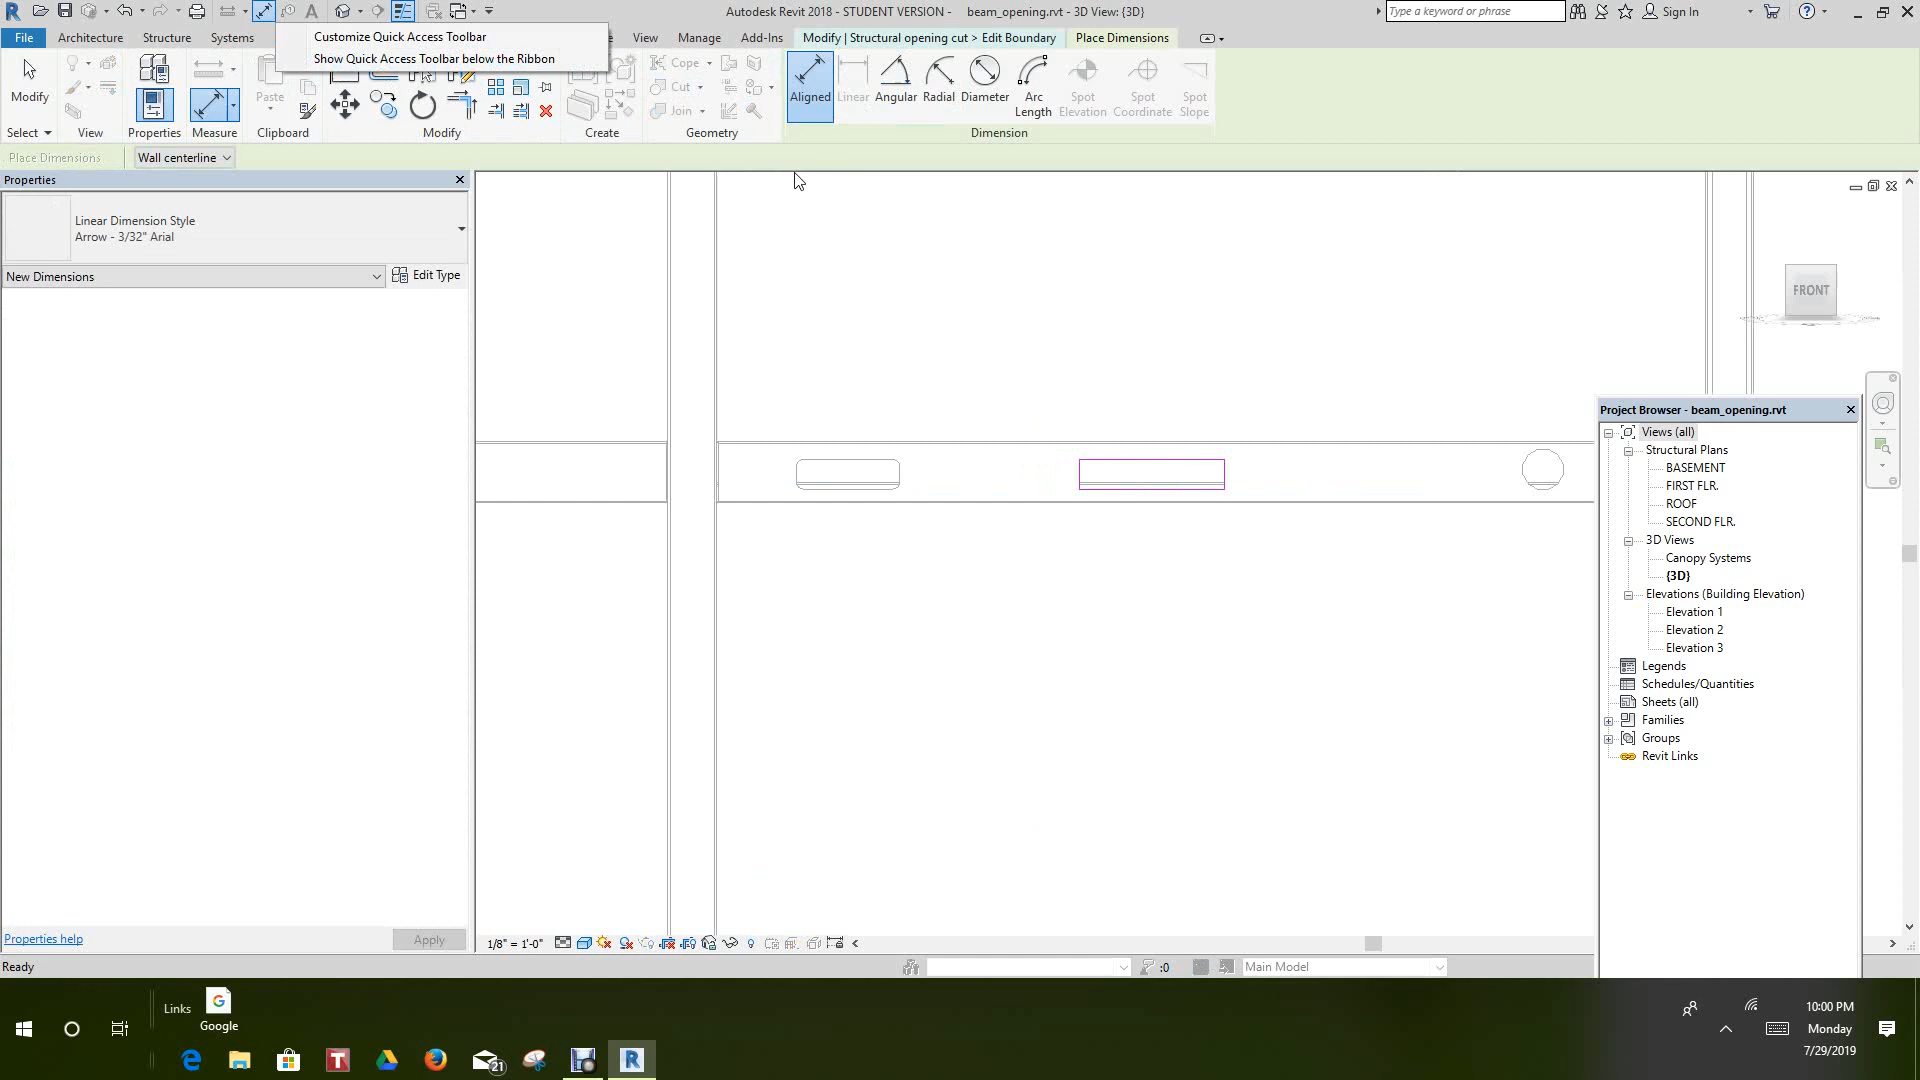 Autodesk Revit 2018 - STUDENT VERSION - beam_opening.rvt - 3D View: {3D}
Type a keyword or phrase
Sign In
File Architecture Structure Systems View Manage Add-Ins Modify | Structural opening cut > Edit Boundary Place Dimensions
Customize Quick Access Toolbar
Show Quick Access Toolbar below the Ribbon
Modify
Paste
Cope
Cut
Join
Aligned Linear Angular Radial Diameter Arc Length Spot Elevation Spot Coordinate Spot Slope
Select View Properties Measure Clipboard Modify Create Geometry Dimension
Place Dimensions Wall centerline
Properties
Linear Dimension Style
Arrow - 3/32" Arial
New Dimensions Edit Type
FRONT
Project Browser - beam_opening.rvt
Views (all)
Structural Plans
BASEMENT
FIRST FLR.
ROOF
SECOND FLR.
3D Views
Canopy Systems
{3D}
Elevations (Building Elevation)
Elevation 1
Elevation 2
Elevation 3
Legends
Schedules/Quantities
Sheets (all)
Families
Groups
Revit Links
Properties help Apply
1/8" = 1'-0"
Ready
:0
Main Model
Links
Google
10:00 PM
Monday
7/29/2019
21